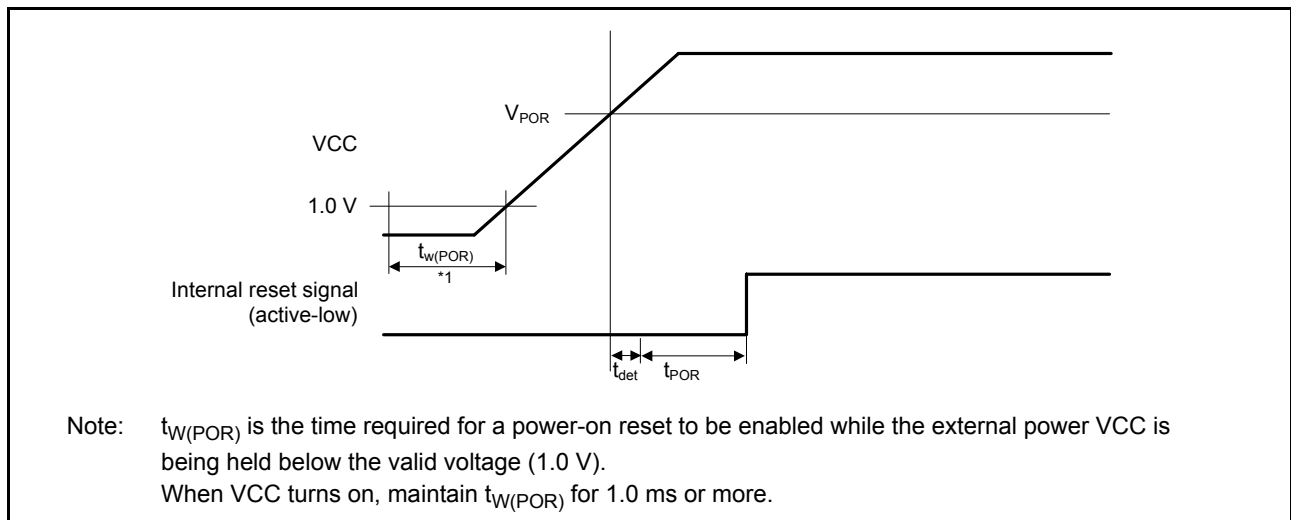 V_POR
VCC
1.0 V
t_w(POR)
*1
Internal reset signal
(active-low)
t_det t_POR
Note: t_W(POR) is the time required for a power-on reset to be enabled while the external power VCC is
being held below the valid voltage (1.0 V).
When VCC turns on, maintain t_W(POR) for 1.0 ms or more.